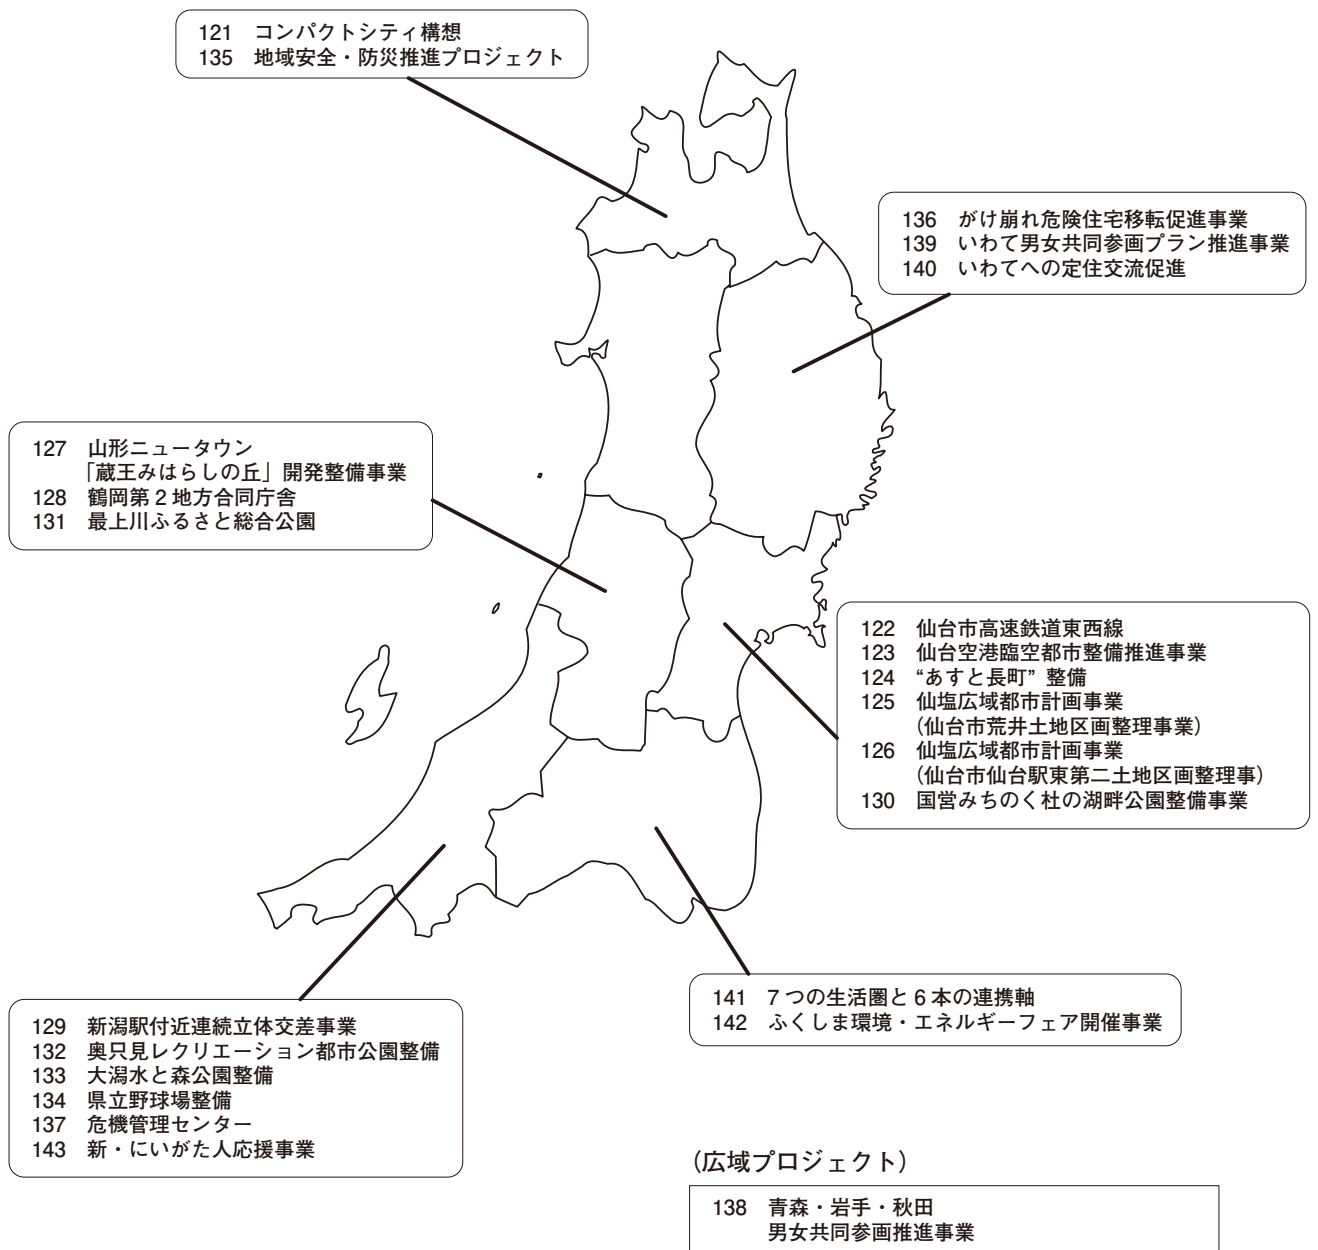 121 コンパクトシティ構想
135 地域安全・防災推進プロジェクト
136 がけ崩れ危険住宅移転促進事業
139 いわて男女共同参画プラン推進事業
140 いわてへの定住交流促進
127 山形ニュータウン
「蔵王みはらしの丘」開発整備事業
128 鶴岡第2地方合同庁舎
131 最上川ふるさと総合公園
122 仙台市高速鉄道東西線
123 仙台空港臨空都市整備推進事業
124 “あすと長町” 整備
125 仙塩広域都市計画事業
(仙台市荒井土地区画整理事業)
126 仙塩広域都市計画事業
(仙台市仙台駅東第二土地区画整理事)
130 国営みちのく杜の湖畔公園整備事業
141 7つの生活圏と6本の連携軸
142 ふくしま環境・エネルギーフェア開催事業
129 新潟駅付近連続立体交差事業
132 奥只見レクリエーション都市公園整備
133 大潟水と森公園整備
134 県立野球場整備
137 危機管理センター
143 新・にいがた人応援事業
(広域プロジェクト)
138 青森・岩手・秋田
男女共同参画推進事業